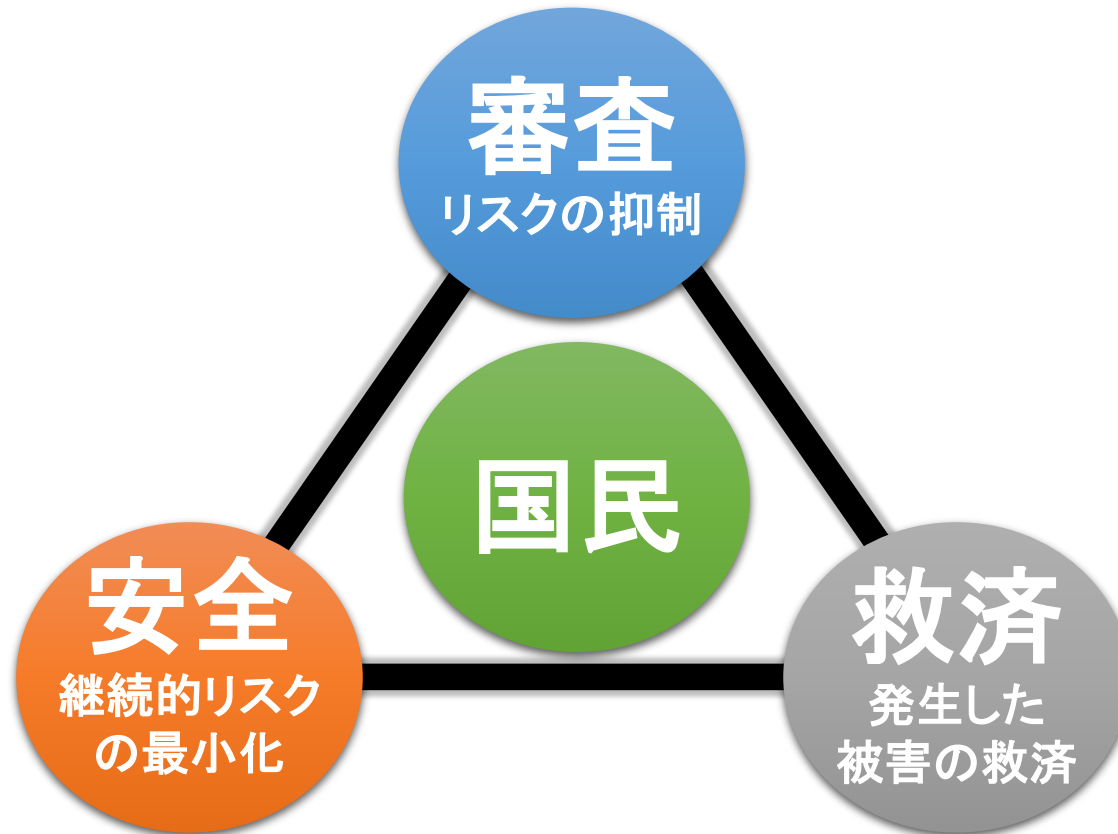 審査
リスクの抑制
国民
安全
継続的リスク
の最小化
救済
発生した
被害の救済